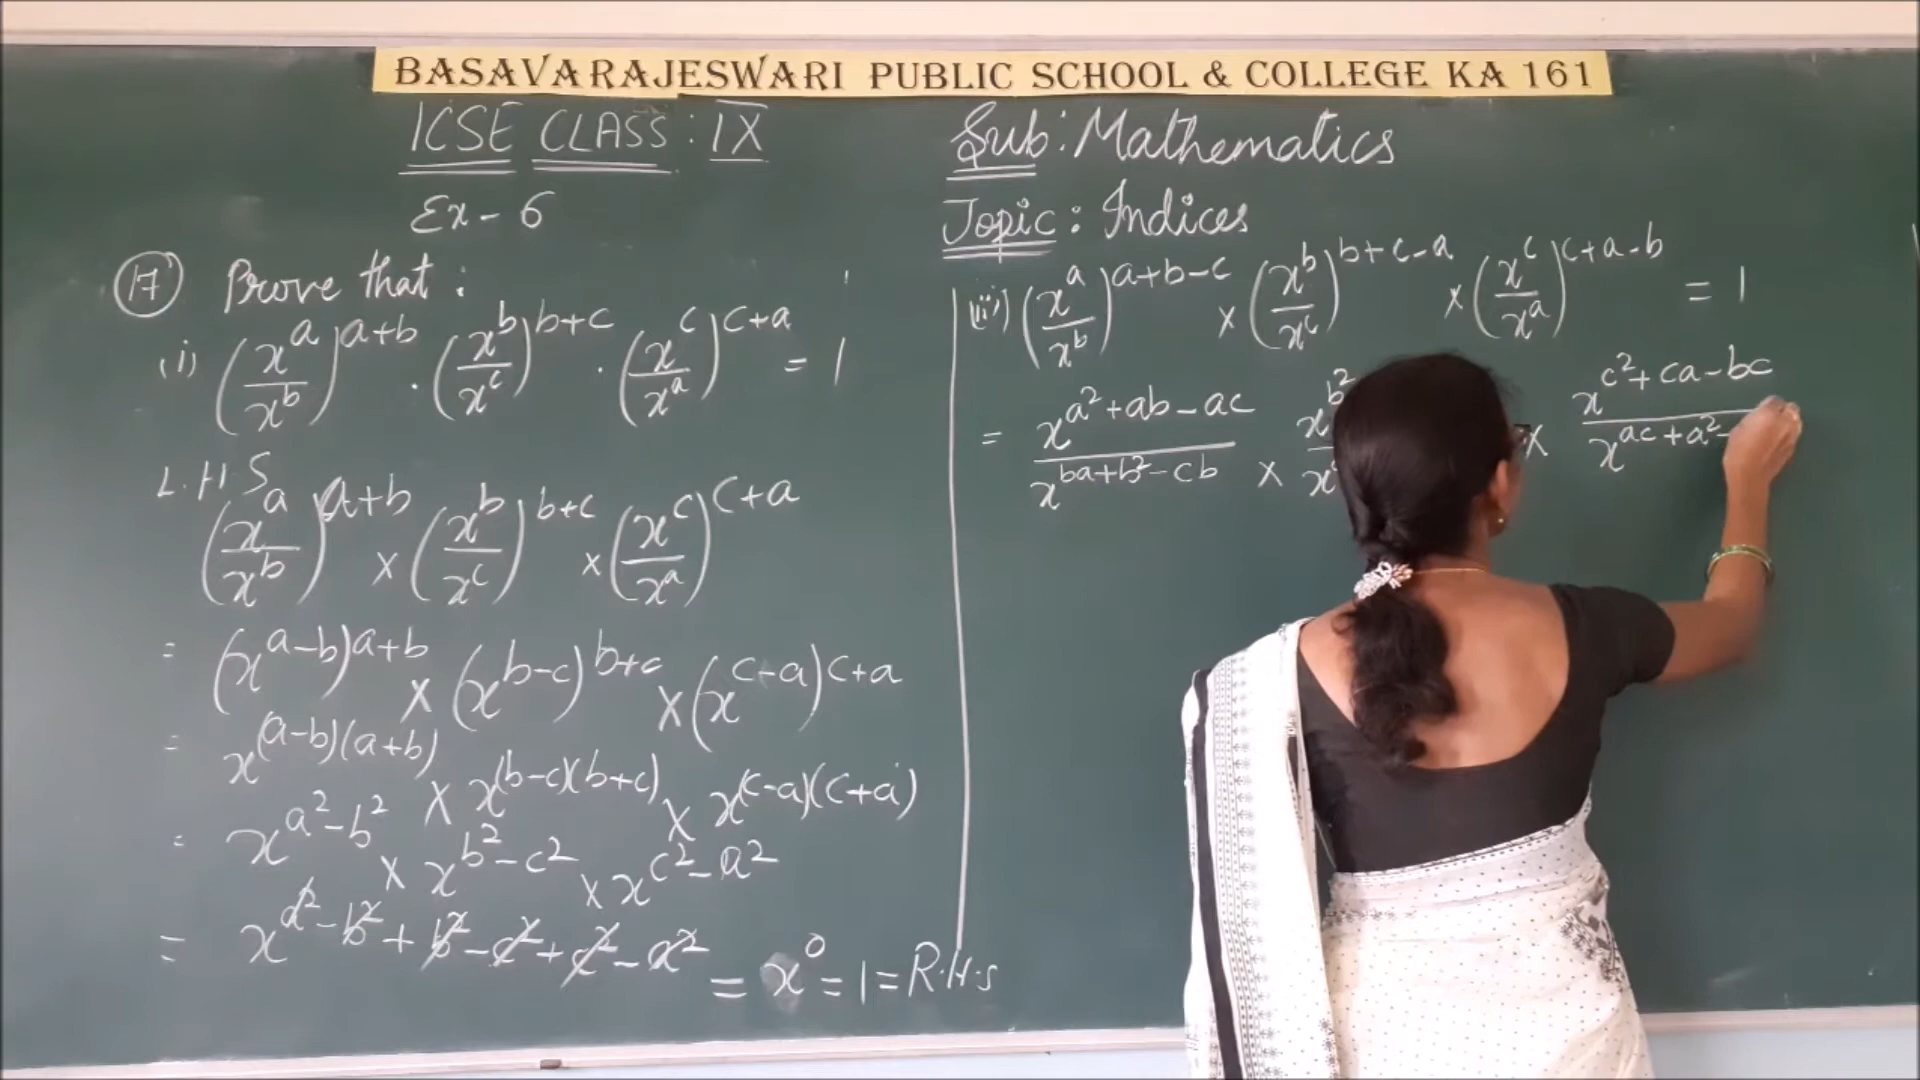 BASAVARAJESWARI PUBLIC SCHOOL & COLLEGE KA 161
ICSE CLASS : IX
Ex - 6
17 Prove that :
(i) (x^a/x^b)^a+b . (x^b/x^c)^b+c . (x^c/x^a)^c+a = 1
L.H.S
(x^a/x^b)^a+b × (x^b/x^c)^b+c × (x^c/x^a)^c+a
= (x^a-b)^a+b × (x^b-c)^b+c × (x^c-a)^c+a
= x^(a-b)(a+b) × x^(b-c)(b+c) × x^(c-a)(c+a)
= x^a²-b² × x^b²-c² × x^c²-a²
= x^a²-b²+b²-c²+c²-a² = x^0 = 1 = R.H.S
Sub : Mathematics
Topic : Indices
(x^a/x^b)^a+b-c × (x^b/x^c)^b+c-a × (x^c/x^a)^c+a-b = 1
= x^a²+ab-ac / x^ba+b²-cb × x^b² / x × x^c²+ca-bc / x^ac+a²-